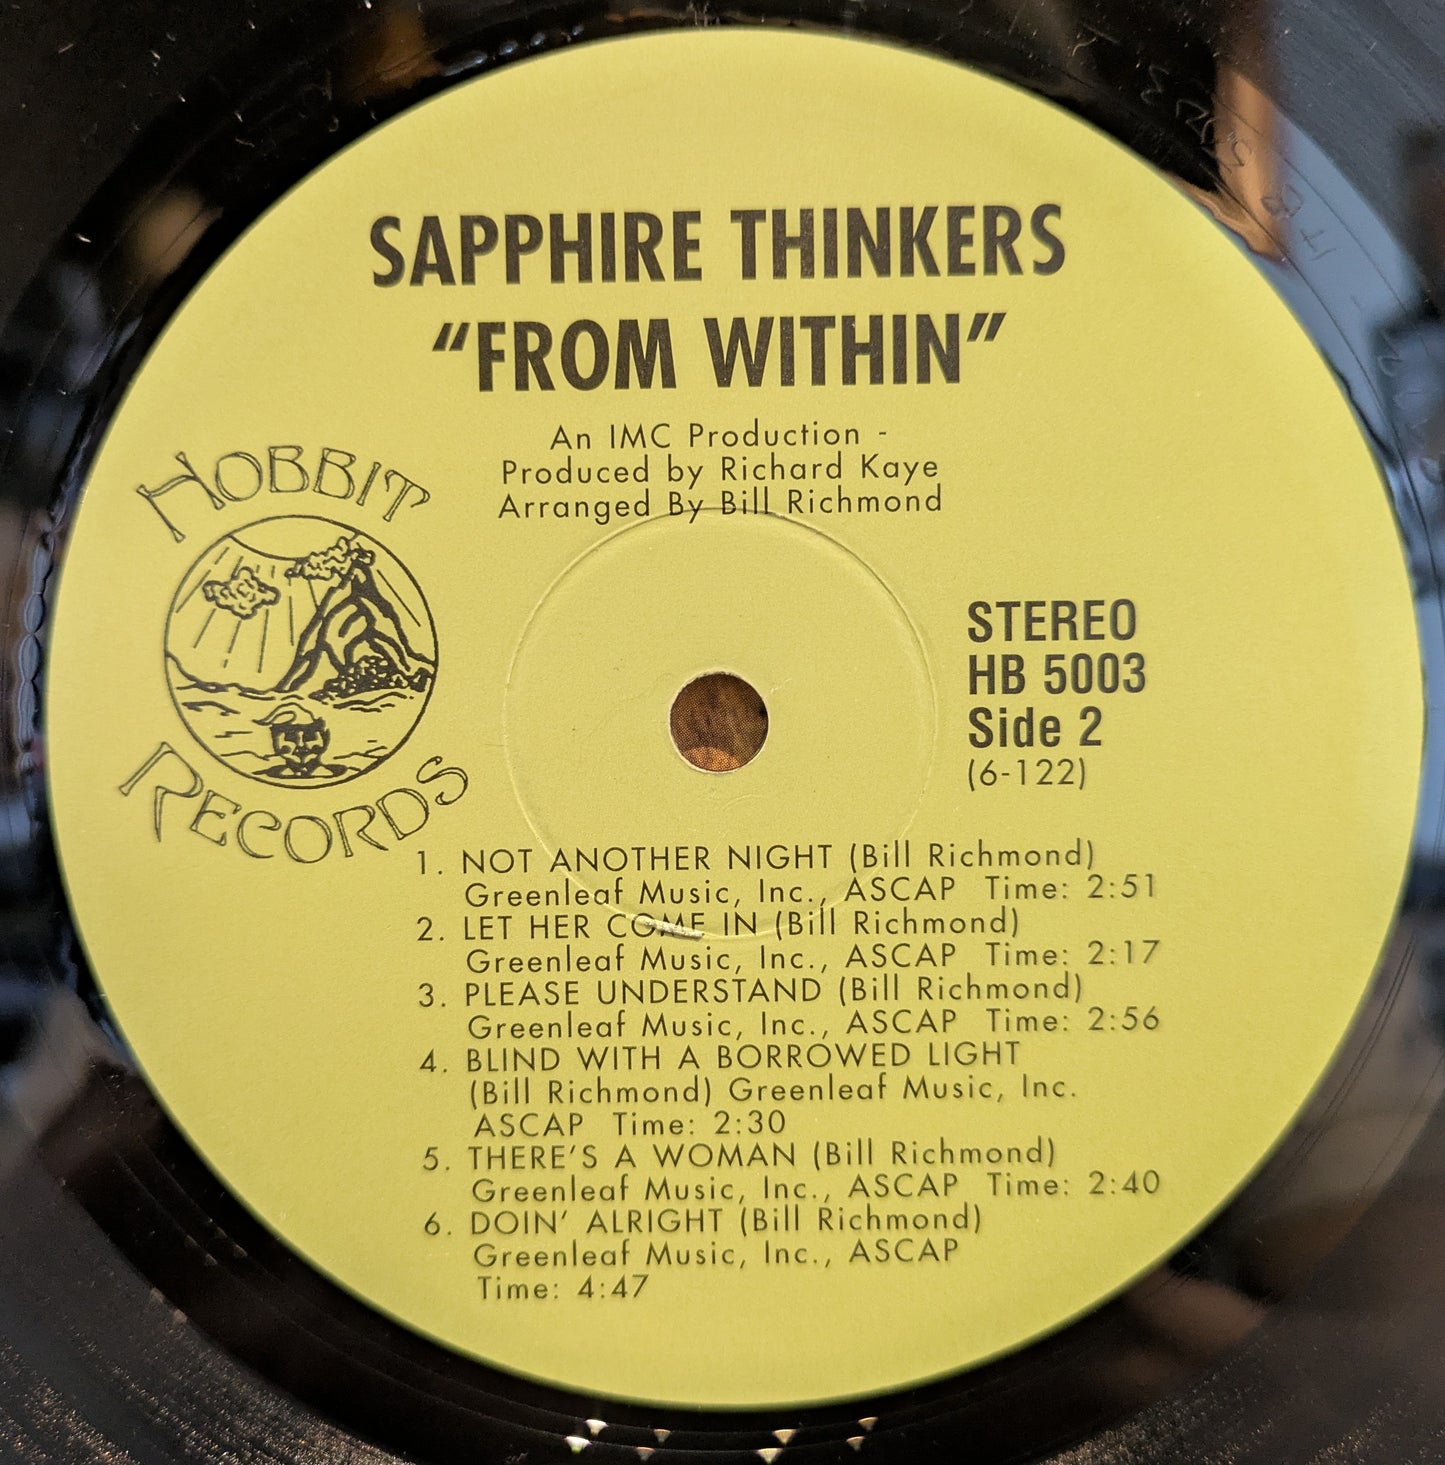 SAPPHIRE THINKERS
“FROM WITHIN”
An IMC Production -
Produced by Richard Kaye
Arranged By Bill Richmond
HOBBIT
RECORDS
STEREO
HB 5003
Side 2
(6-122)
1. NOT ANOTHER NIGHT (Bill Richmond)
Greenleaf Music, Inc., ASCAP Time: 2:51
2. LET HER COME IN (Bill Richmond)
Greenleaf Music, Inc., ASCAP Time: 2:17
3. PLEASE UNDERSTAND (Bill Richmond)
Greenleaf Music, Inc., ASCAP Time: 2:56
4. BLIND WITH A BORROWED LIGHT
(Bill Richmond) Greenleaf Music, Inc.
ASCAP Time: 2:30
5. THERE’S A WOMAN (Bill Richmond)
Greenleaf Music, Inc., ASCAP Time: 2:40
6. DOIN’ ALRIGHT (Bill Richmond)
Greenleaf Music, Inc., ASCAP
Time: 4:47